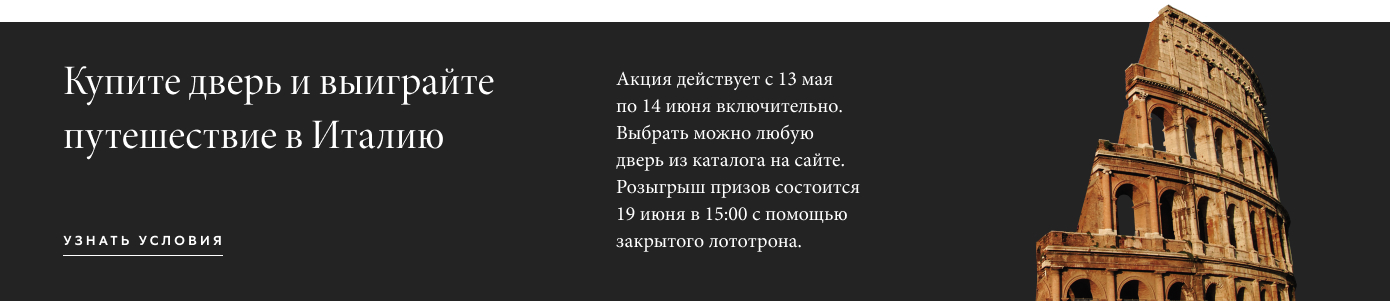 Купите дверь и выиграйте
путешествие в Италию
УЗНАТЬ УСЛОВИЯ
Акция действует с 13 мая
по 14 июня включительно.
Выбрать можно любую
дверь из каталога на сайте.
Розыгрыш призов состоится
19 июня в 15:00 с помощью
закрытого лототрона.